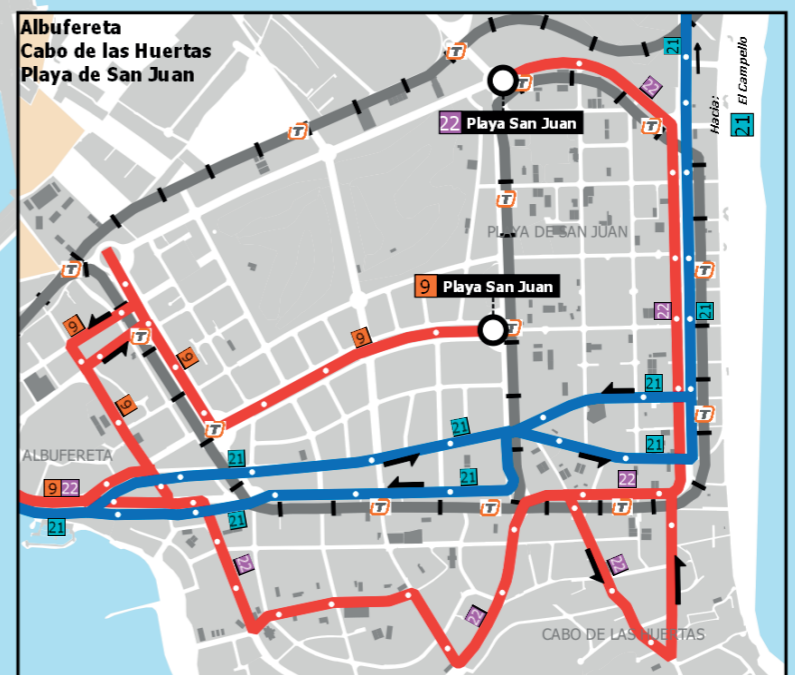 Albufereta
Cabo de las Huertas
Playa de San Juan
21
T
T
22
22 Playa San Juan
T
T
Hacia:
El Campello
21
T
PLAYA DE SAN JUAN
T
T
9 Playa San Juan
22
21
9
T
9
9
T
21
9
T
T
21
ALBUFERETA
21
21
21
22
9 22
21
21
T
T
T
22
22
22
CABO DE LAS HUERTAS